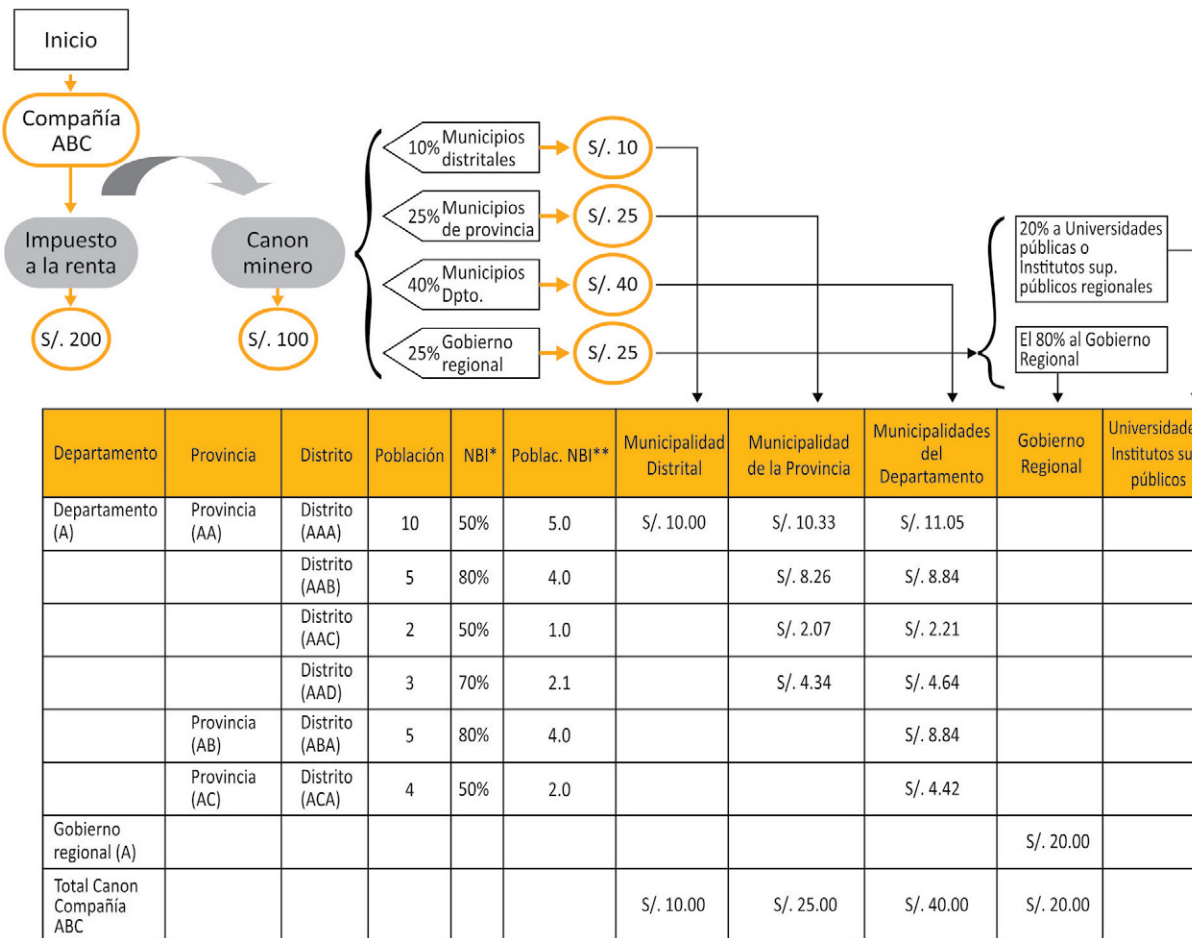 Inicio
Compañía
ABC
Impuesto
a la renta
S/. 200
Canon
minero
S/. 100
10% Municipios
distritales
S/. 10
25% Municipios
de provincia
S/. 25
40% Municipios
Dpto.
S/. 40
25% Gobierno
regional
S/. 25
20% a Universidades
públicas o
Institutos sup.
públicos regionales
El 80% al Gobierno
Regional
Departamento Provincia Distrito Población NBI* Poblac. NBI** Municipalidad
Distrital Municipalidad
de la Provincia Municipalidades
del
Departamento Gobierno
Regional Universidade
Institutos su
públicos
Departamento
(A) Provincia
(AA) Distrito
(AAA) 10 50% 5.0 S/. 10.00 S/. 10.33 S/. 11.05
Distrito
(AAB) 5 80% 4.0 S/. 8.26 S/. 8.84
Distrito
(AAC) 2 50% 1.0 S/. 2.07 S/. 2.21
Distrito
(AAD) 3 70% 2.1 S/. 4.34 S/. 4.64
Provincia
(AB) Distrito
(ABA) 5 80% 4.0 S/. 8.84
Provincia
(AC) Distrito
(ACA) 4 50% 2.0 S/. 4.42
Gobierno
regional (A) S/. 20.00
Total Canon
Compañía
ABC S/. 10.00 S/. 25.00 S/. 40.00 S/. 20.00